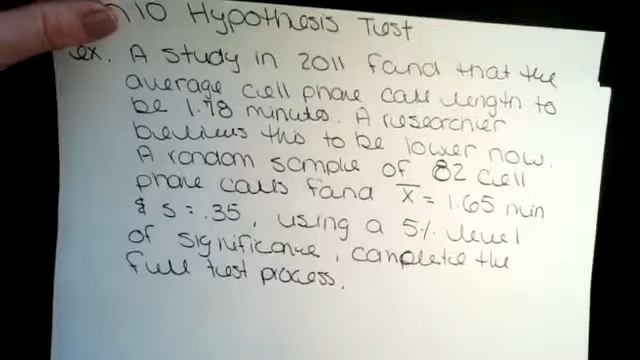 10 Hypothesis Test
ex. A study in 2011 fand that the
average cell phone call length to
be 1.78 minutes. A researcher
believes this to be lower now.
A random sample of 82 cell
phone calls fand x̄ = 1.65 min
& s = .35, using a 5% level
of significance, complete the
full test process.